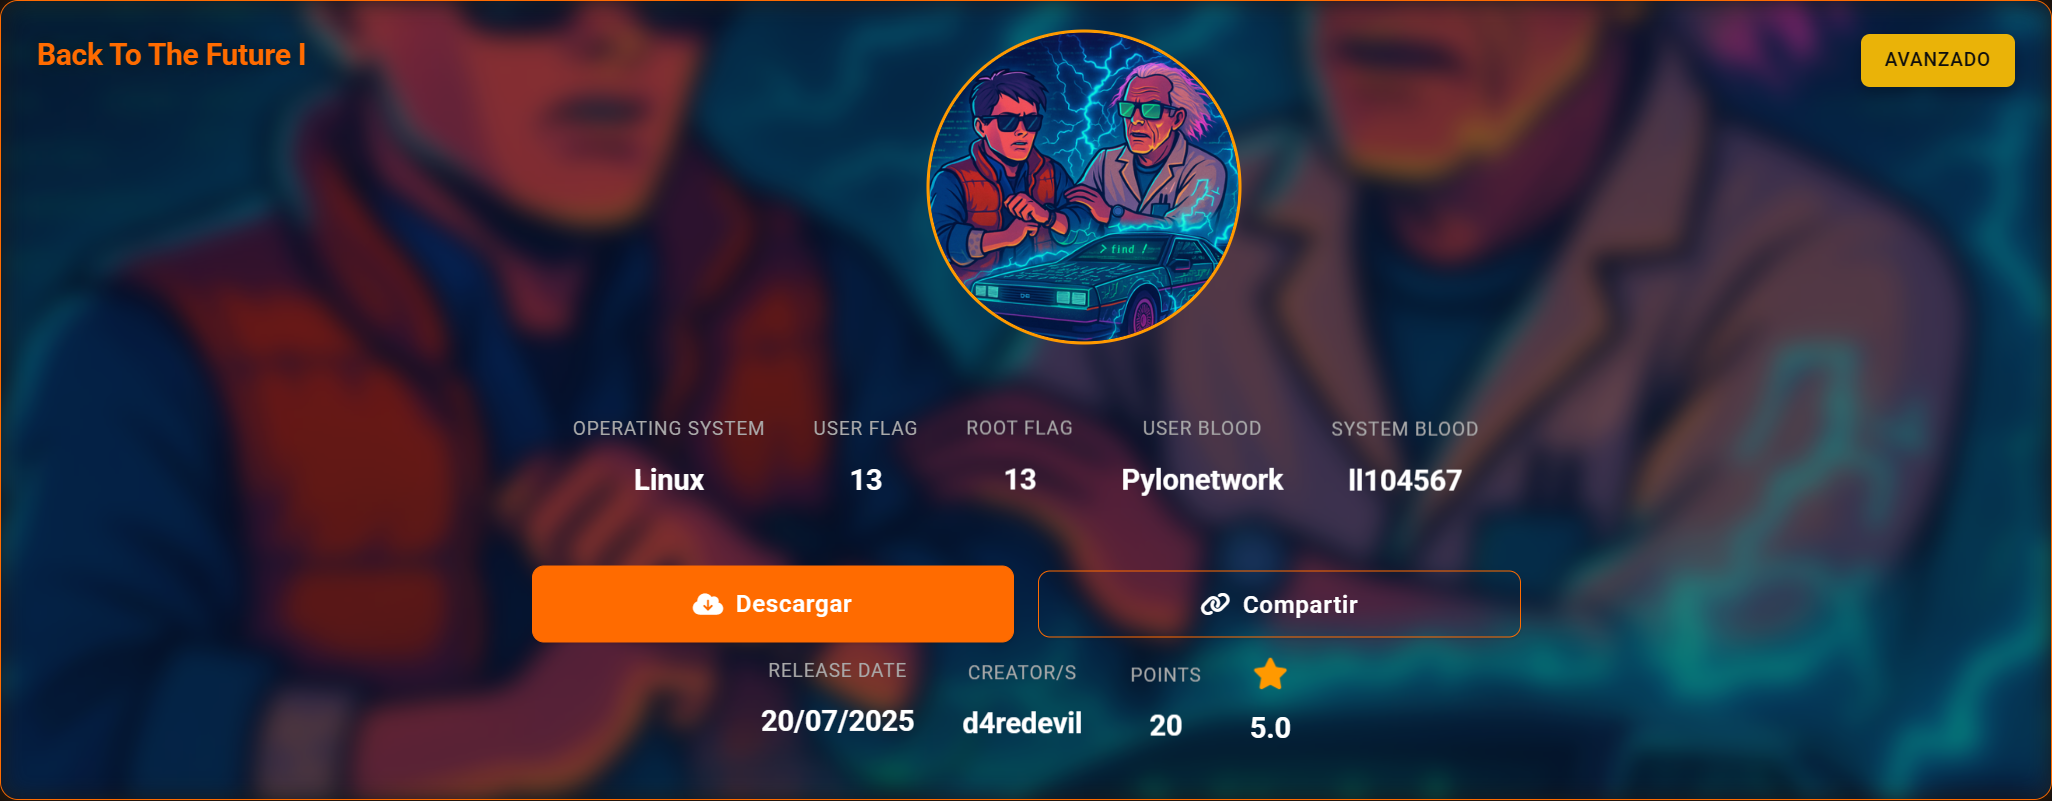 Back To The Future I
AVANZADO
> find /
OPERATING SYSTEM USER FLAG ROOT FLAG USER BLOOD SYSTEM BLOOD
Linux 13 13 Pylonetwork ll104567
Descargar Compartir
RELEASE DATE CREATOR/S POINTS
20/07/2025 d4redevil 20 5.0